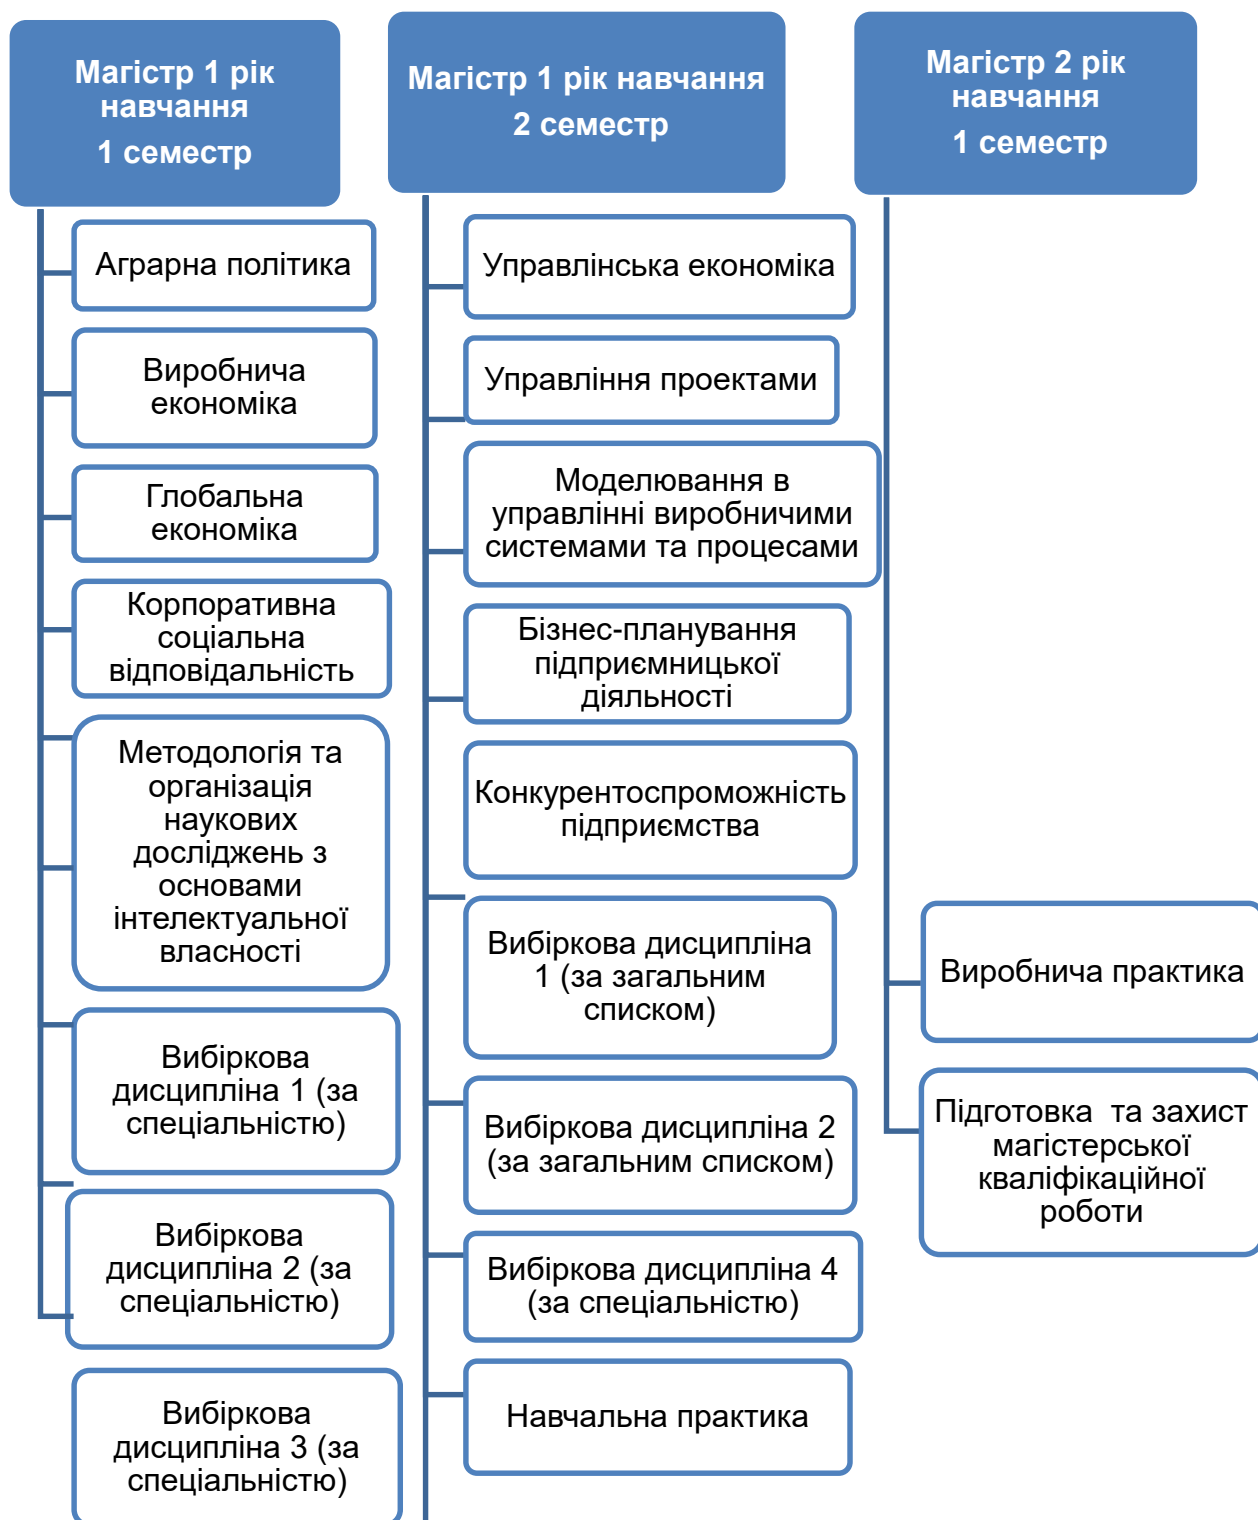 Магістр 1 рік
навчання
1 семестр
Аграрна політика
Виробнича
економіка
Глобальна
економіка
Корпоративна
соціальна
відповідальність
Методологія та
організація
наукових
досліджень з
основами
інтелектуальної
власності
Вибіркова
дисципліна 1 (за
спеціальністю)
Вибіркова
дисципліна 2 (за
спеціальністю)
Вибіркова
дисципліна 3 (за
спеціальністю)
Магістр 1 рік навчання
2 семестр
Управлінська економіка
Управління проектами
Моделювання в
управлінні виробничими
системами та процесами
Бізнес-планування
підприємницької
діяльності
Конкурентоспроможність
підприємства
Вибіркова дисципліна
1 (за загальним
списком)
Вибіркова дисципліна 2
(за загальним списком)
Вибіркова дисципліна 4
(за спеціальністю)
Навчальна практика
Магістр 2 рік
навчання
1 семестр
Виробнича практика
Підготовка  та захист
магістерської
кваліфікаційної
роботи